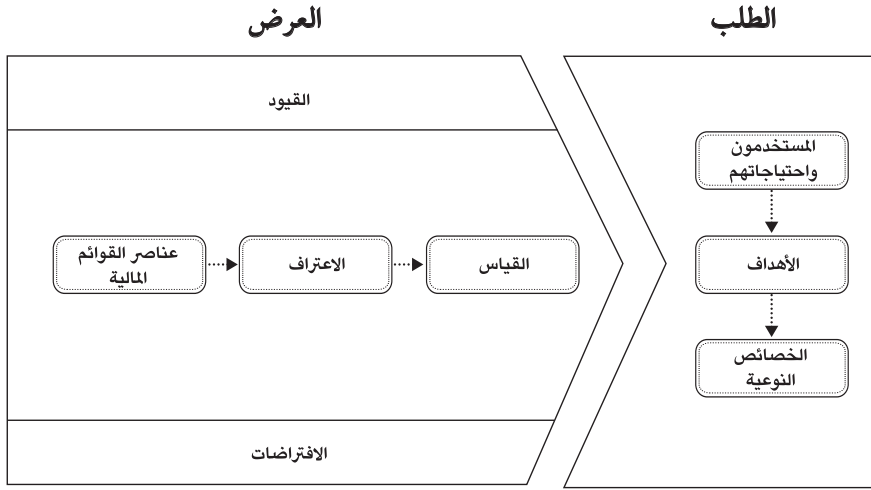 الطلب
المستخدمون
واحتياجاتهم
الأهداف
الخصائص
النوعية
العرض
القيود
عناصر القوائم
المالية
الاعتراف
القياس
الافتراضات